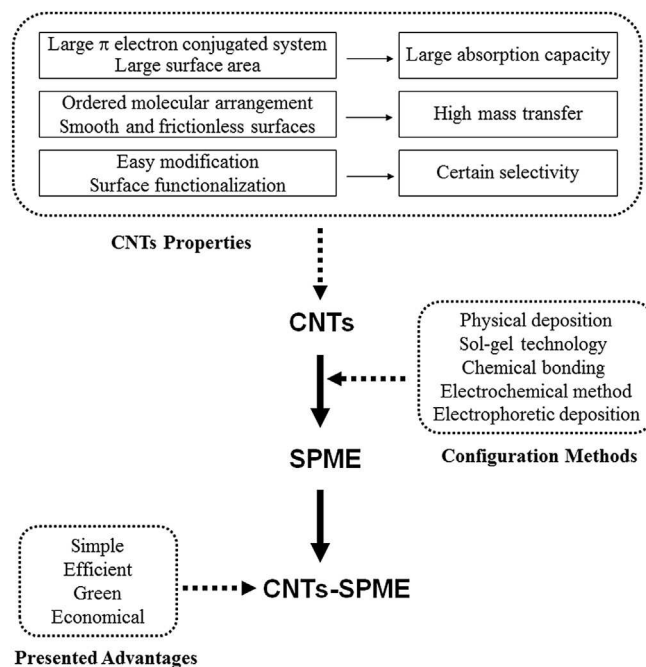 Large π electron conjugated system
Large surface area
Large absorption capacity
Ordered molecular arrangement
Smooth and frictionless surfaces
High mass transfer
Easy modification
Surface functionalization
Certain selectivity
CNTs Properties
CNTs
Physical deposition
Sol-gel technology
Chemical bonding
Electrochemical method
Electrophoretic deposition
Configuration Methods
SPME
Simple
Efficient
Green
Economical
CNTs-SPME
Presented Advantages